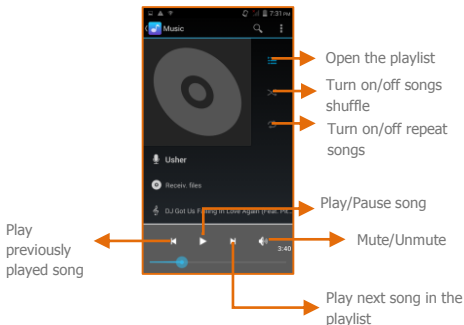 7:31 PM
Music
Open the playlist
Turn on/off songs
shuffle
Turn on/off repeat
songs
Usher
Receiv. files
DJ Got Us Falling In Love Again (Feat. Pit...
Play/Pause song
Play
previously
played song
Mute/Unmute
3:40
Play next song in the
playlist